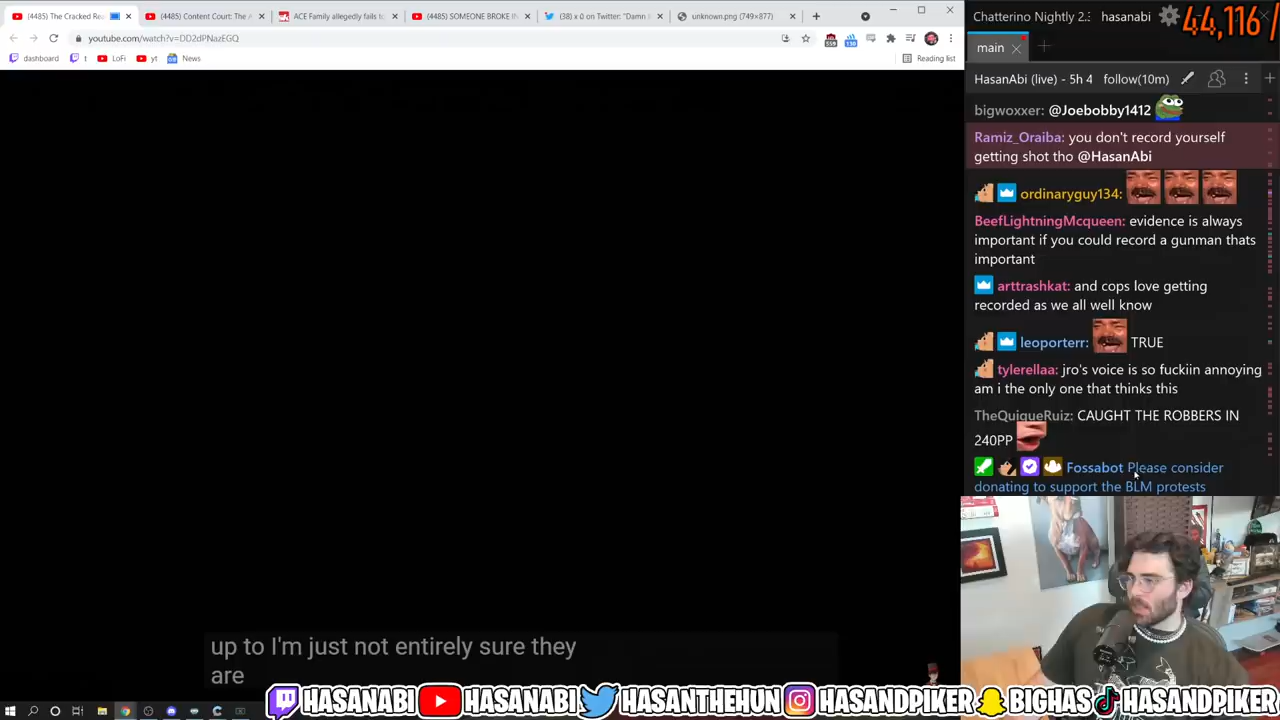 (4485) The Cracked Rea
(4485) Content Court: The A
ACE Family allegedly fails to
(4485) SOMEONE BROKE IN
(38) x û on Twitter: "Damn
unknown.png (749×877)
youtube.com/watch?v=DD2dPNazEGQ
dashboard
t
LoFi
yt
News
Reading list
up to I'm just not entirely sure they
are
Chatterino Nightly 2.
hasanabi
44,116 /
main
HasanAbi (live) - 5h 4
follow(10m)
bigwoxxer: @Joebobby1412
Ramiz_Oraiba: you don't record yourself
getting shot tho @HasanAbi
ordinaryguy134:
BeefLightningMcqueen: evidence is always
important if you could record a gunman thats
important
arttrashkat: and cops love getting
recorded as we all well know
leoporterr: TRUE
tylerellaa: jro's voice is so fuckiin annoying
am i the only one that thinks this
TheQuiqueRuiz: CAUGHT THE ROBBERS IN
240PP
Fossabot Please consider
donating to support the BLM protests
HASANABI
HASANABI
HASANTHEHUN
HASANDPIKER
BIGHAS
HASANDPIKER